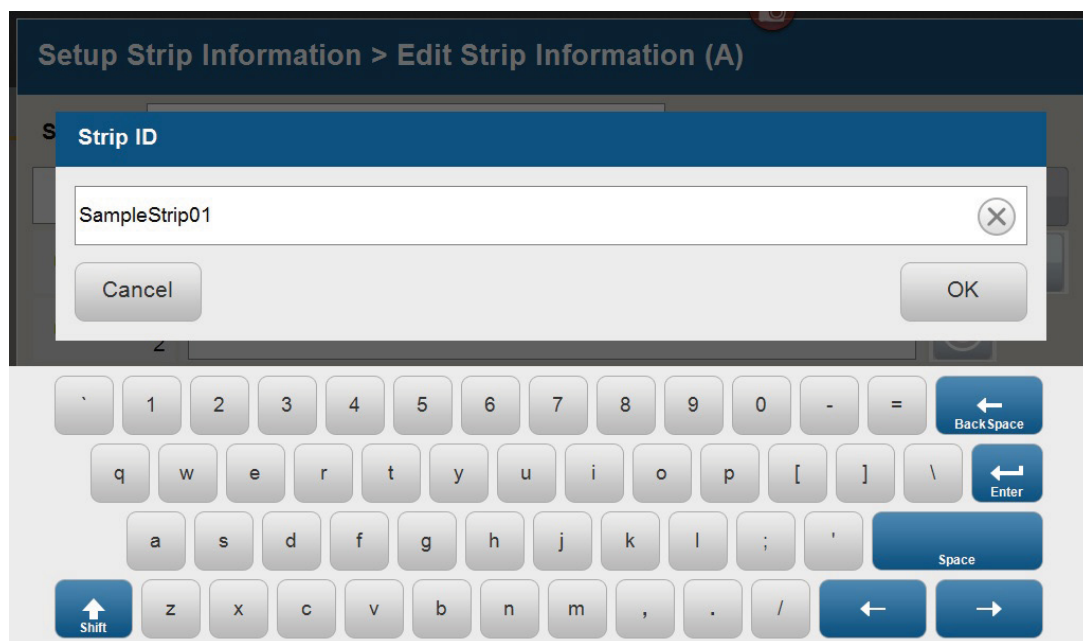 Setup Strip Information > Edit Strip Information (A)
S
Strip ID
SampleStrip01
Cancel
OK
2
` 1 2 3 4 5 6 7 8 9 0 - = BackSpace
q w e r t y u i o p [ ] \ Enter
a s d f g h j k l ; ' Space
Shift z x c v b n m , . /